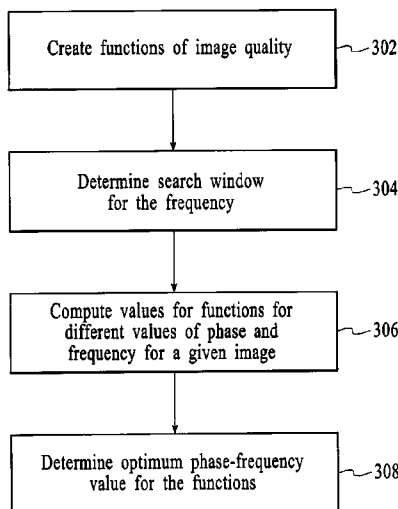 Create functions of image quality
302
Determine search window
for the frequency
304
Compute values for functions for
different values of phase and
frequency for a given image
306
Determine optimum phase-frequency
value for the functions
308